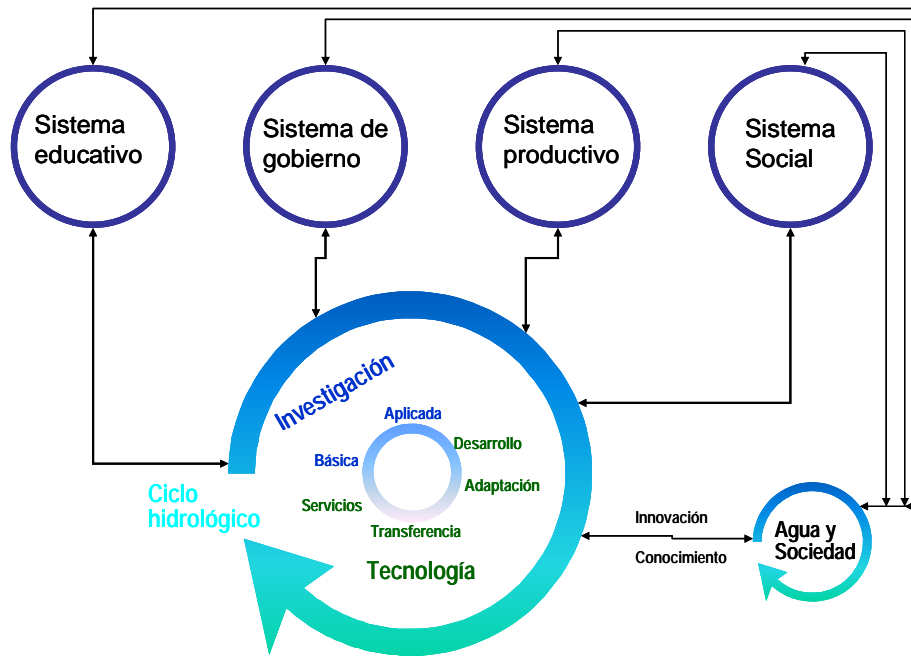 Sistema
educativo
Sistema de
gobierno
Sistema
productivo
Sistema
Social
Investigación
Aplicada
Desarrollo
Básica
Adaptación
Servicios
Transferencia
Tecnología
Ciclo
hidrológico
Innovación
Conocimiento
Agua y
Sociedad